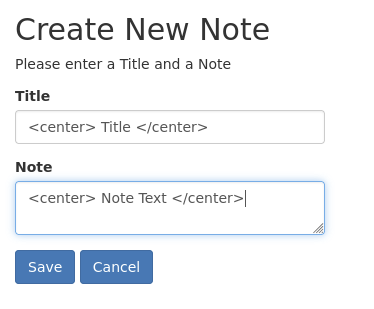 Create New Note
Please enter a Title and a Note
Title
<center> Title </center>
Note
<center> Note Text </center>
Save Cancel